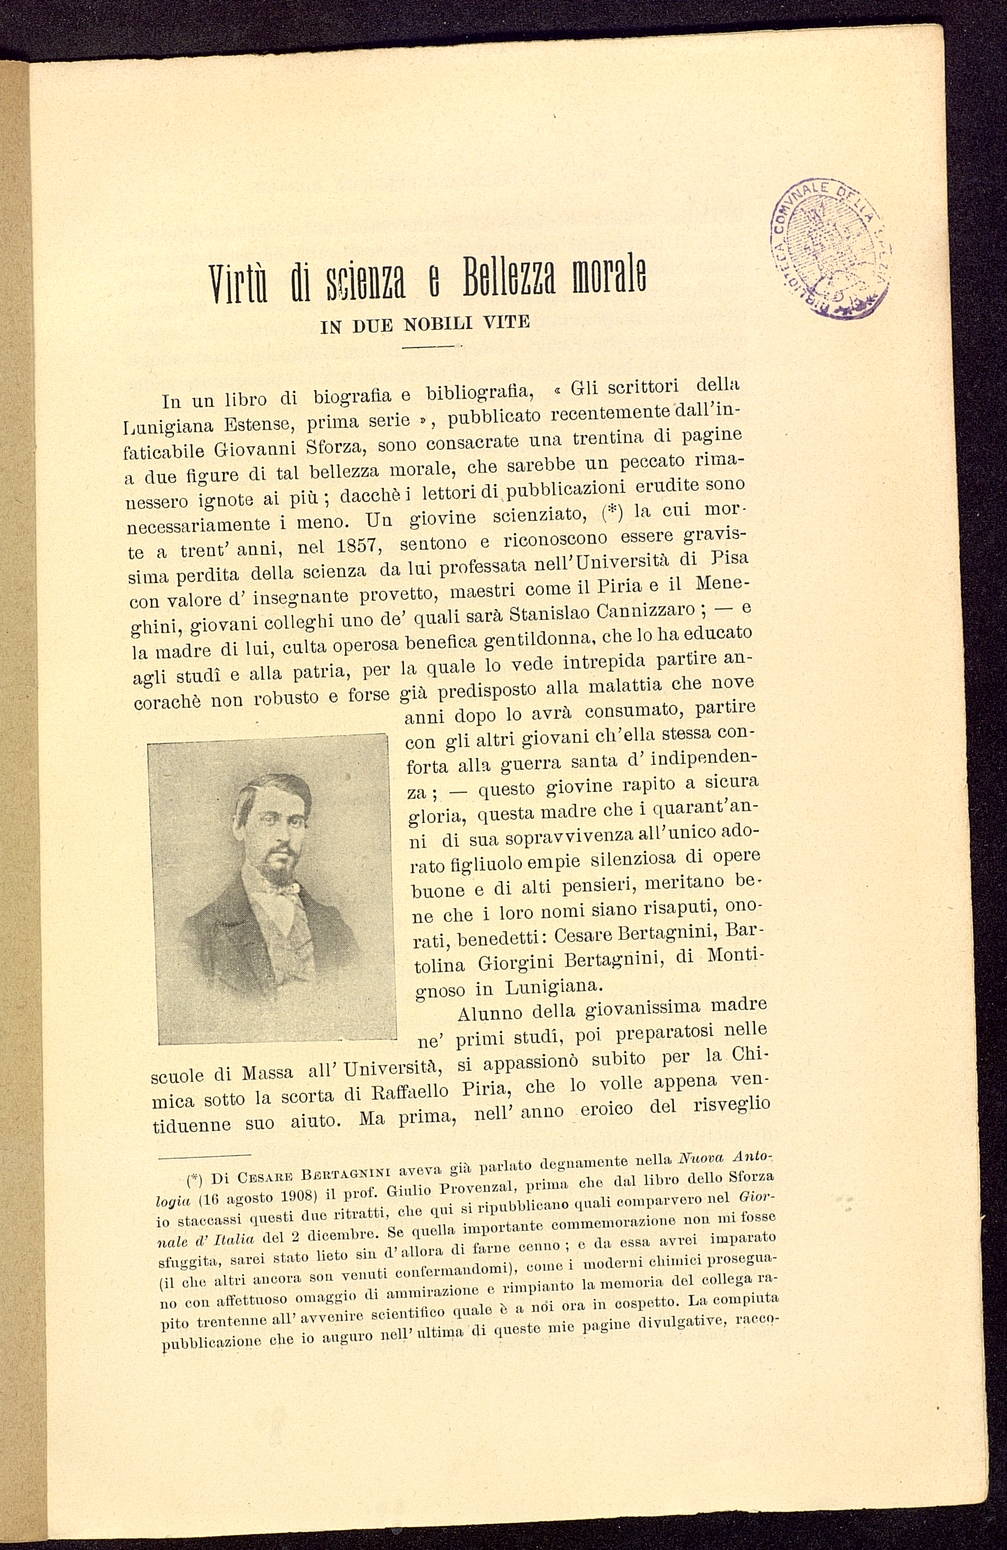 BIBLIOTECA COMVNALE DELLA
Virtù di scienza e Bellezza morale
IN DUE NOBILI VITE
In un libro di biografia e bibliografia, « Gli scrittori della
Lunigiana Estense, prima serie », pubblicato recentemente dall'in-
faticabile Giovanni Sforza, sono consacrate una trentina di pagine
a due figure di tal bellezza morale, che sarebbe un peccato rima-
nessero ignote ai più ; dacchè i lettori di pubblicazioni erudite sono
necessariamente i meno. Un giovine scienziato, (*) la cui mor-
te a trent' anni, nel 1857, sentono e riconoscono essere gravis-
sima perdita della scienza da lui professata nell'Università di Pisa
con valore d' insegnante provetto, maestri come il Piria e il Mene-
ghini, giovani colleghi uno de' quali sarà Stanislao Cannizzaro ; — e
la madre di lui, culta operosa benefica gentildonna, che lo ha educato
agli studî e alla patria, per la quale lo vede intrepida partire an-
corachè non robusto e forse già predisposto alla malattia che nove
anni dopo lo avrà consumato, partire
con gli altri giovani ch'ella stessa con-
forta alla guerra santa d' indipenden-
za ; — questo giovine rapito a sicura
gloria, questa madre che i quarant'an-
ni di sua sopravvivenza all'unico ado-
rato figliuolo empie silenziosa di opere
buone e di alti pensieri, meritano be-
ne che i loro nomi siano risaputi, ono-
rati, benedetti: Cesare Bertagnini, Bar-
tolina Giorgini Bertagnini, di Monti-
gnoso in Lunigiana.
Alunno della giovanissima madre
ne' primi studî, poi preparatosi nelle
scuole di Massa all' Università, si appassionò subito per la Chi-
mica sotto la scorta di Raffaello Piria, che lo volle appena ven-
tiduenne suo aiuto. Ma prima, nell' anno eroico del risveglio
(*) Di CESARE BERTAGNINI aveva già parlato degnamente nella Nuova Anto-
logia (16 agosto 1908) il prof. Giulio Provenzal, prima che dal libro dello Sforza
io staccassi questi due ritratti, che qui si ripubblicano quali comparvero nel Gior-
nale d' Italia del 2 dicembre. Se quella importante commemorazione non mi fosse
sfuggita, sarei stato lieto sin d'allora di farne cenno ; e da essa avrei imparato
(il che altri ancora son venuti confermandomi), come i moderni chimici prosegua-
no con affettuoso omaggio di ammirazione e rimpianto la memoria del collega ra-
pito trentenne all' avvenire scientifico quale è a noi ora in cospetto. La compiuta
pubblicazione che io auguro nell' ultima di queste mie pagine divulgative, racco-